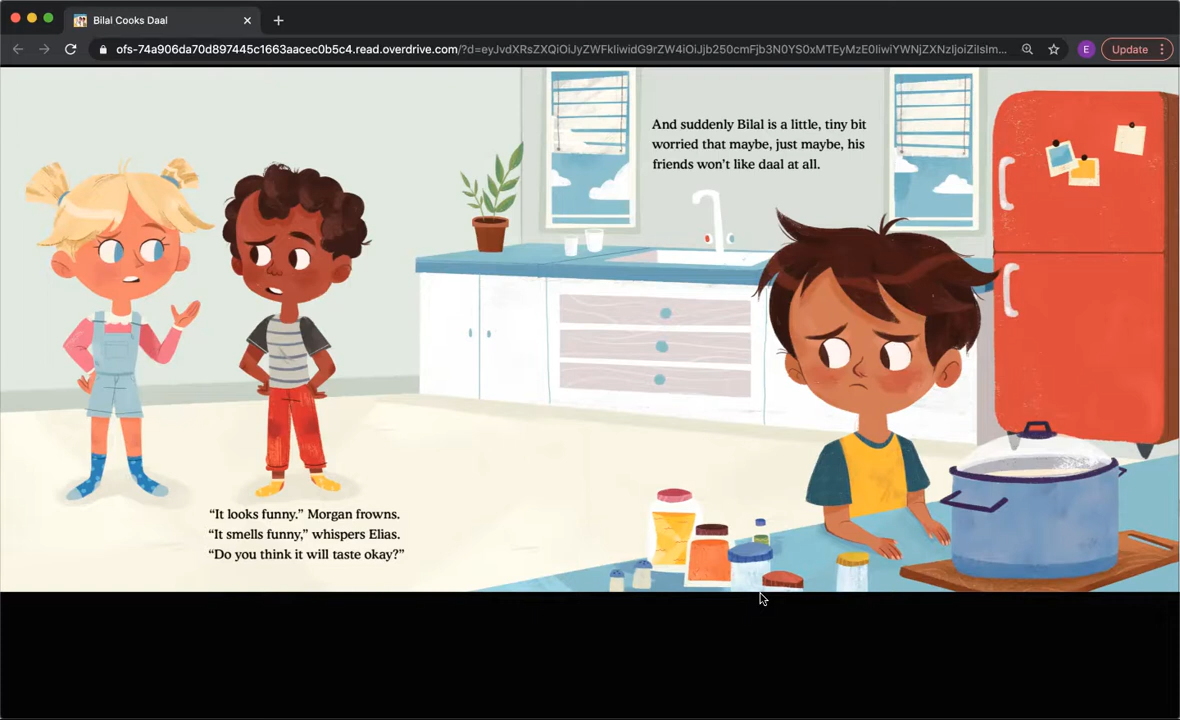 Bilal Cooks Daal
ofs-74a906da70d897445c1663aacec0b5c4.read.overdrive.com/?d=eyJvdXRsZXQiOiJyZWFkIiwidG9rZW4iOiJjb250cmFjb3N0YS0xMTEyMzE0IiwiYWNjZXNzIjoiZiIsIm...
E
Update
And suddenly Bilal is a little, tiny bit
worried that maybe, just maybe, his
friends won't like daal at all.
“It looks funny.” Morgan frowns.
“It smells funny,” whispers Elias.
“Do you think it will taste okay?”